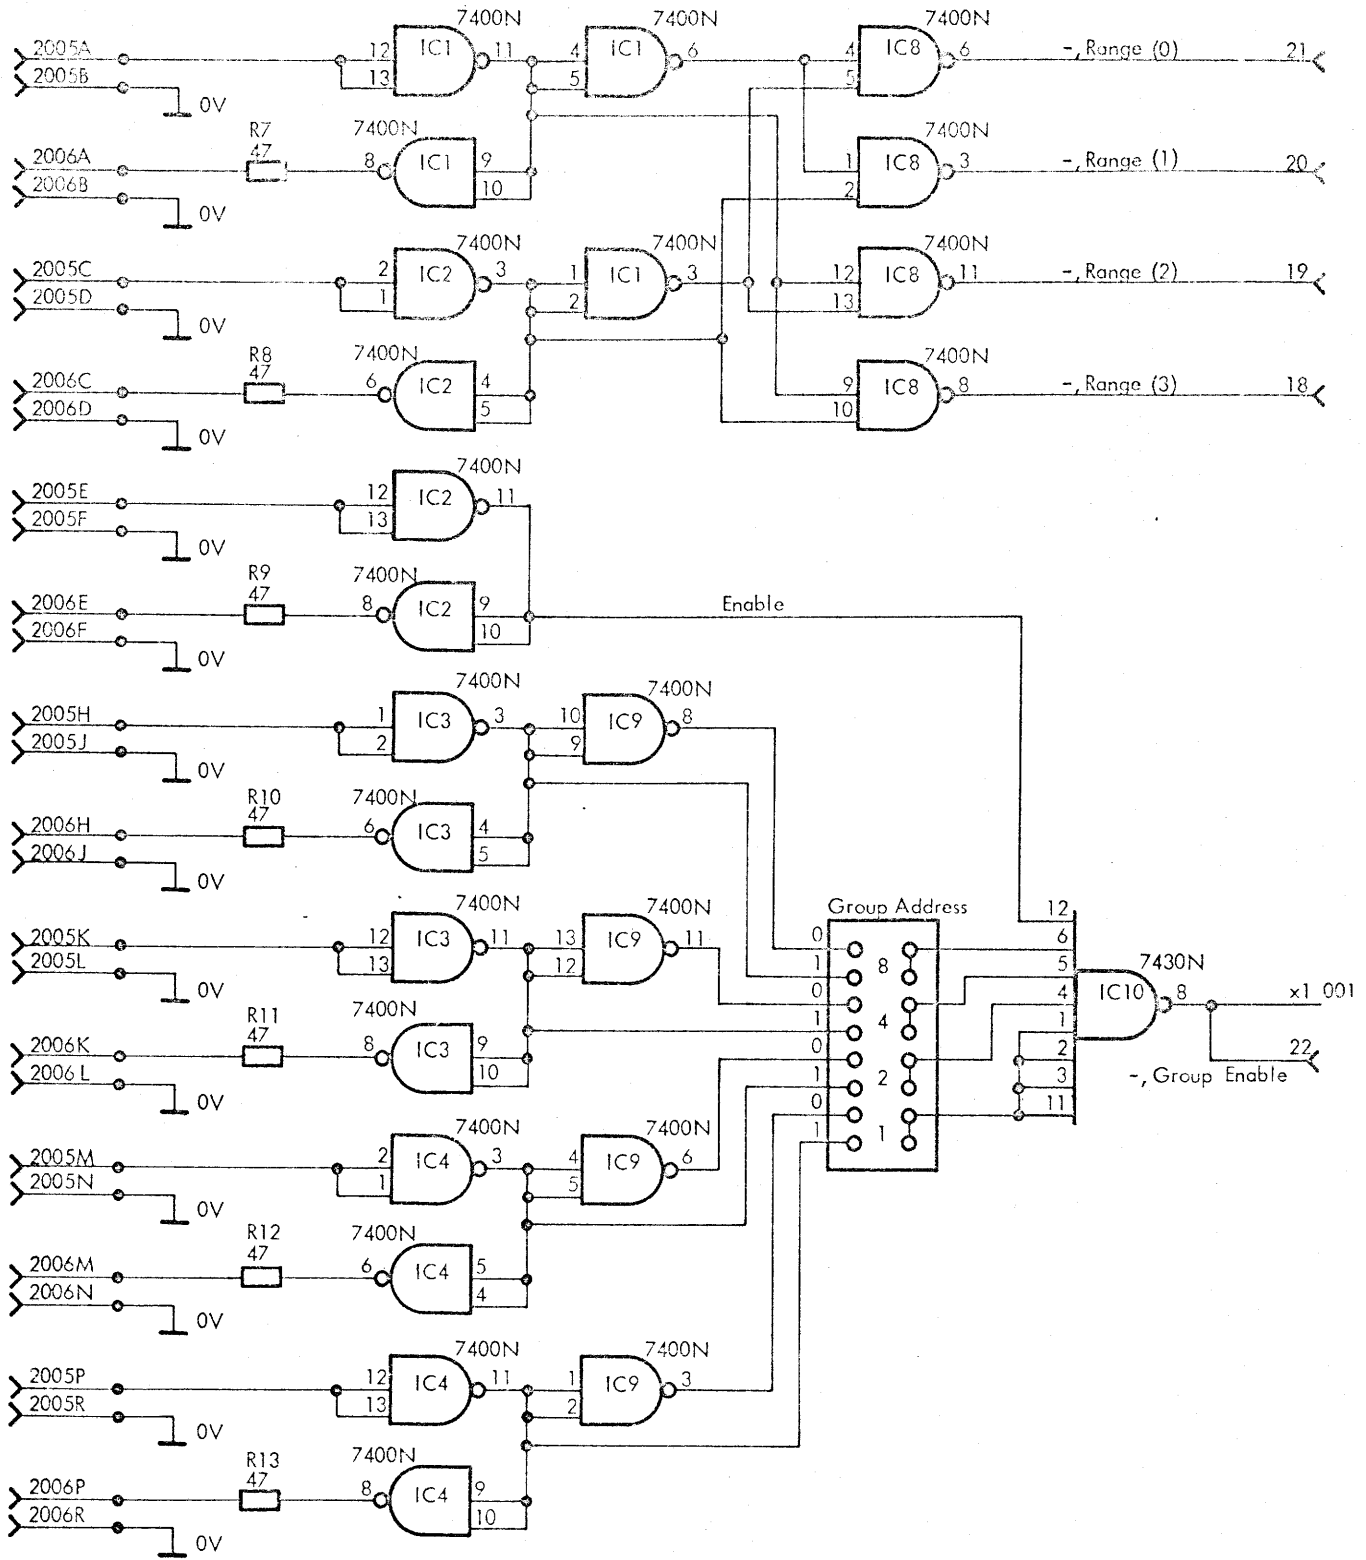 7400N 7400N 7400N
2005A 12 IC1 11 4 IC1 6 4 IC8 6 -, Range (0) 21
2005B 13 5 5
0V
R7 7400N 7400N
47
2006A 8 IC1 9 1 IC8 3 -, Range (1) 20
2006B 10 2
0V
7400N 7400N 7400N
2005C 2 IC2 3 1 IC1 3 12 IC8 11 -, Range (2) 19
2005D 1 2 13
0V
R8 7400N 7400N
47
2006C 6 IC2 4 9 IC8 8 -, Range (3) 18
2006D 5 10
0V
7400N
2005E 12 IC2 11
2005F 13
0V
R9 7400N
47
2006E 8 IC2 9 Enable
2006F 10
0V
7400N 7400N
2005H 1 IC3 3 10 IC9 8
2005J 2 9
0V
R10 7400N
47
2006H 6 IC3 4
2006J 5
0V
7400N 7400N Group Address 12
2005K 12 IC3 11 13 IC9 11 0 8 6
2005L 13 12 1 5 7430N
0V 0 4 4 IC10 8 x1 001
R11 7400N 1 1
47
2006K 8 IC3 9 0 2 2 22
2006L 10 1 3 -, Group Enable
0V 0 1 11
7400N 7400N 1
2005M 2 IC4 3 4 IC9 6
2005N 1 5
0V
R12 7400N
47
2006M 6 IC4 5
2006N 4
0V
7400N 7400N
2005P 12 IC4 11 1 IC9 3
2005R 13 2
0V
R13 7400N
47
2006P 8 IC4 9
2006R 10
0V